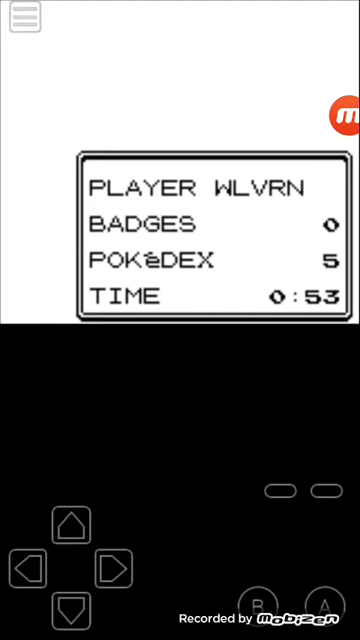 PLAYER WLVRN
BADGES 0
POKéDEX 5
TIME 0:53
B A
Recorded by Mobizen